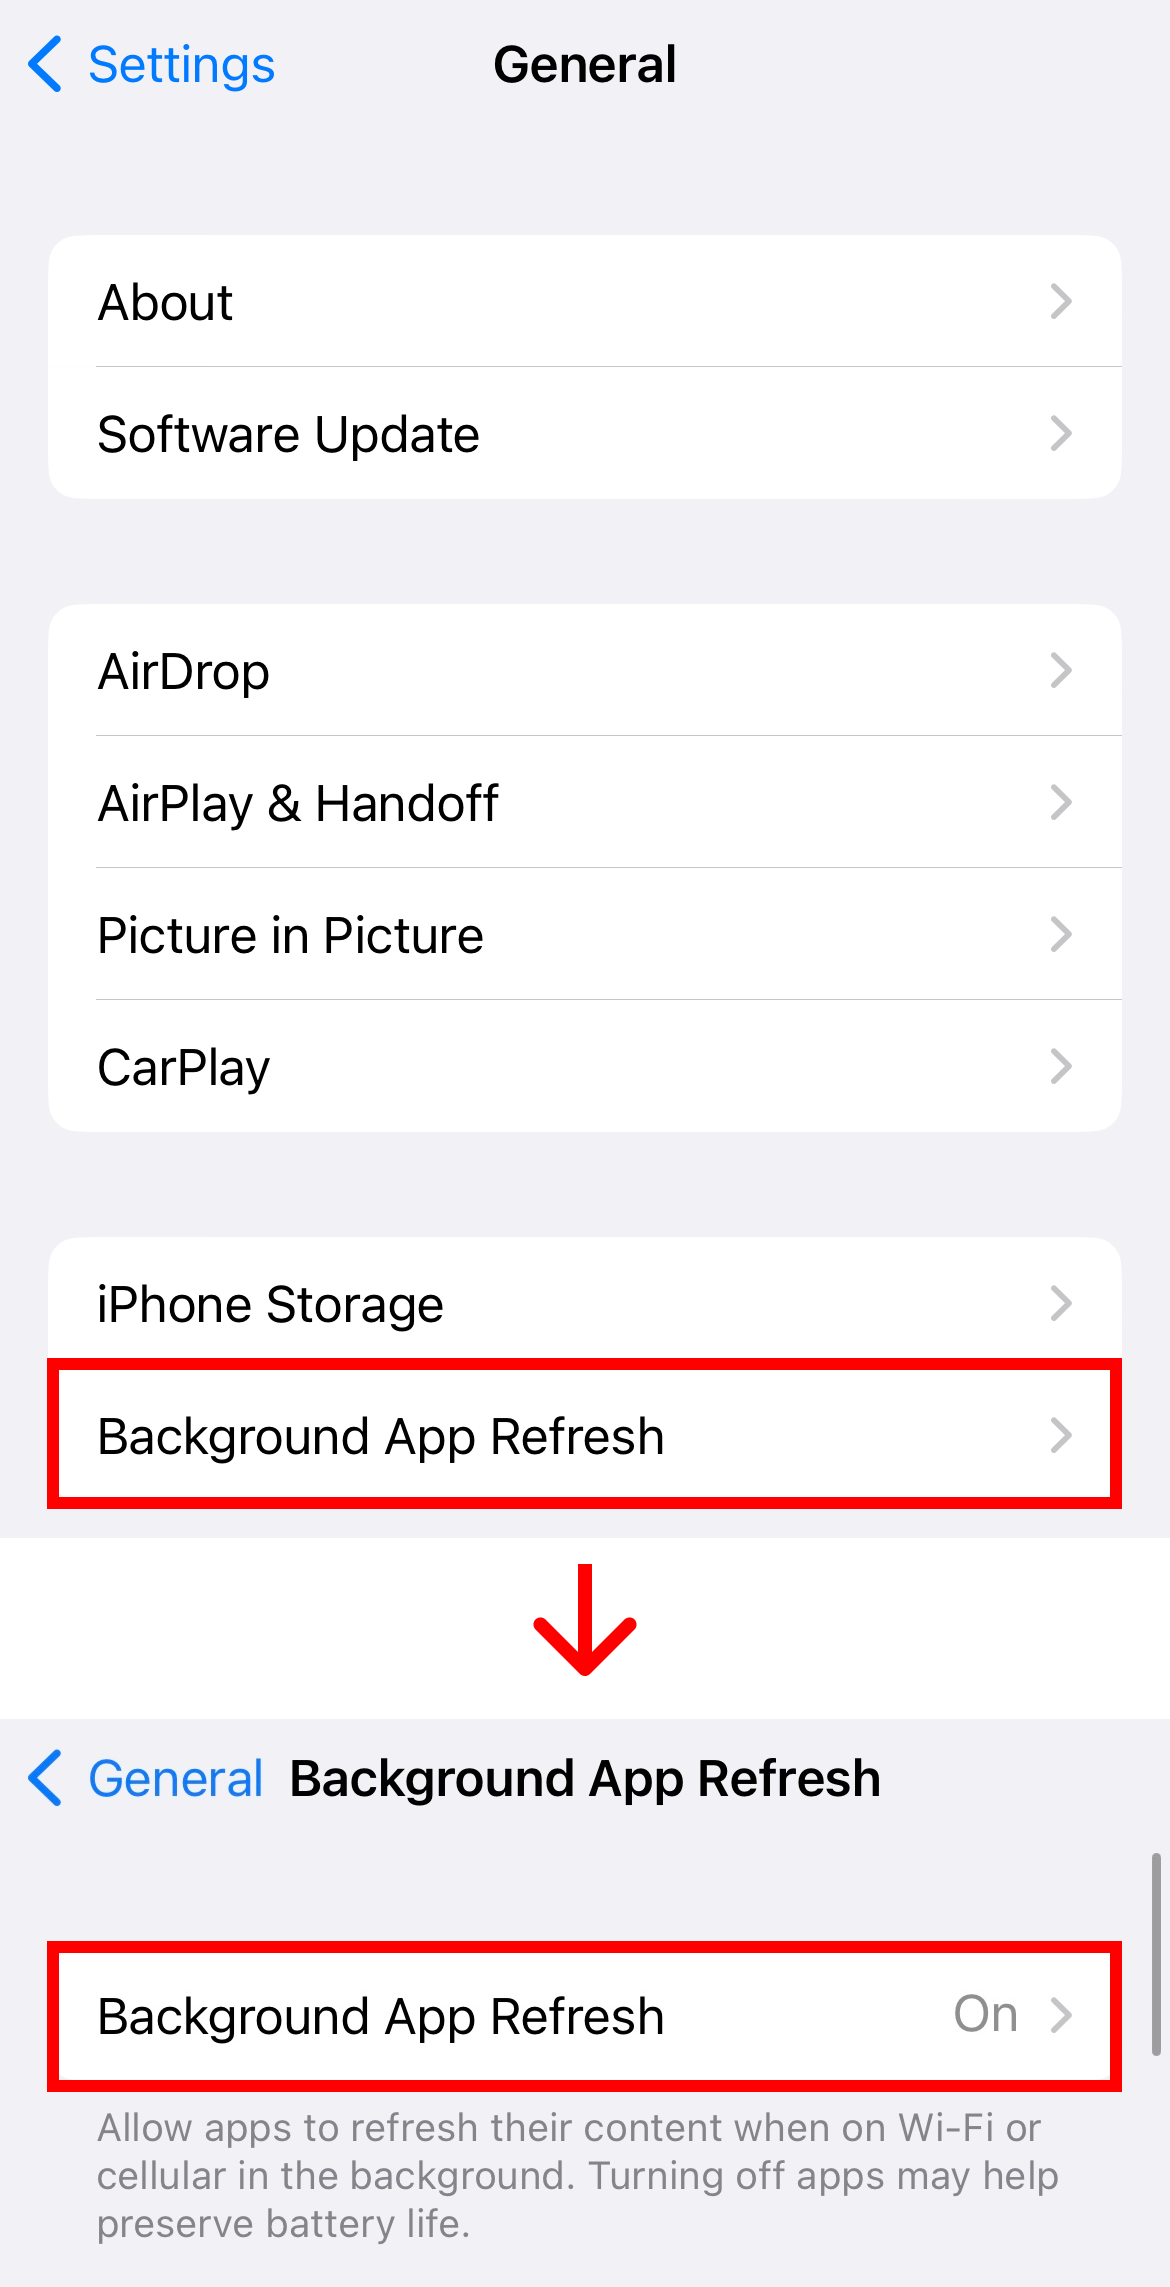 Settings General
About
Software Update
AirDrop
AirPlay & Handoff
Picture in Picture
CarPlay
iPhone Storage
Background App Refresh
General Background App Refresh
Background App Refresh On
Allow apps to refresh their content when on Wi-Fi or
cellular in the background. Turning off apps may help
preserve battery life.